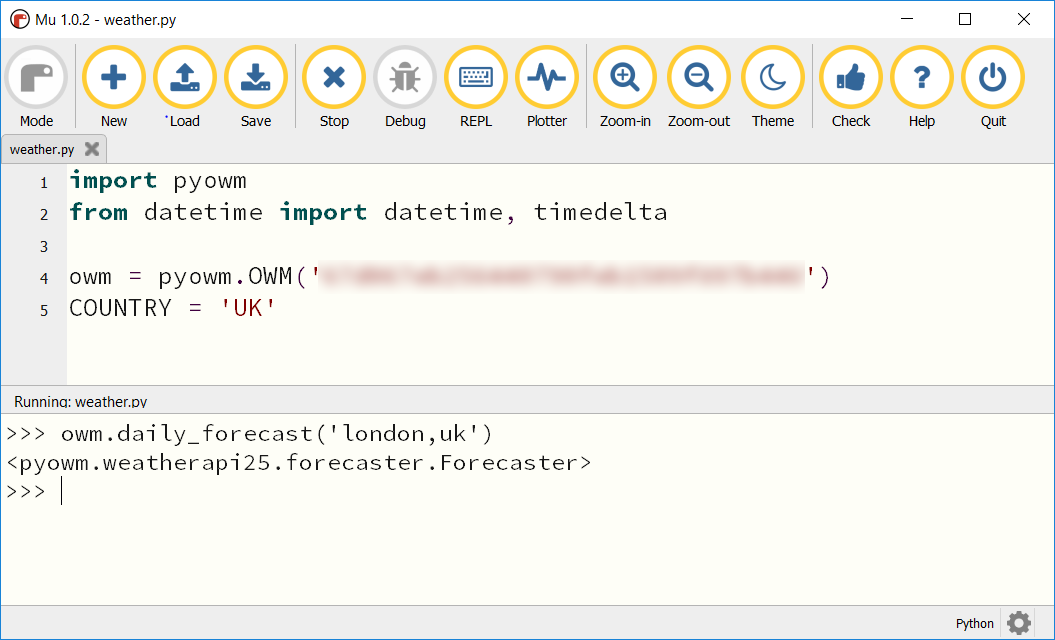 Mu 1.0.2 - weather.py
Mode New Load Save Stop Debug REPL Plotter Zoom-in Zoom-out Theme Check Help Quit
weather.py
1 import pyowm
2 from datetime import datetime, timedelta
3
4 owm = pyowm.OWM('')
5 COUNTRY = 'UK'
Running: weather.py
>>> owm.daily_forecast('london,uk')
<pyowm.weatherapi25.forecaster.Forecaster>
>>>
Python